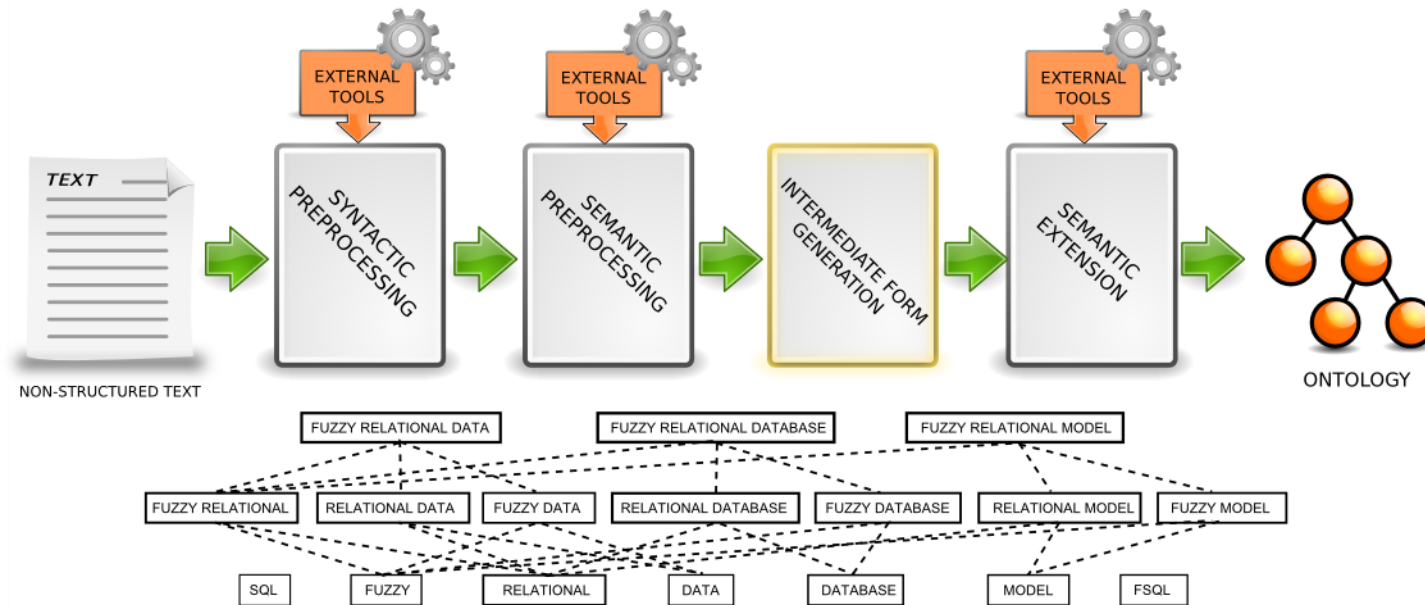 EXTERNAL
TOOLS
EXTERNAL
TOOLS
EXTERNAL
TOOLS
TEXT
SYNTACTIC
PREPROCESSING
SEMANTIC
PREPROCESSING
INTERMEDIATE FORM
GENERATION
SEMANTIC
EXTENSION
NON-STRUCTURED TEXT
ONTOLOGY
FUZZY RELATIONAL DATA
FUZZY RELATIONAL DATABASE
FUZZY RELATIONAL MODEL
FUZZY RELATIONAL
RELATIONAL DATA
FUZZY DATA
RELATIONAL DATABASE
FUZZY DATABASE
RELATIONAL MODEL
FUZZY MODEL
SQL
FUZZY
RELATIONAL
DATA
DATABASE
MODEL
FSQL